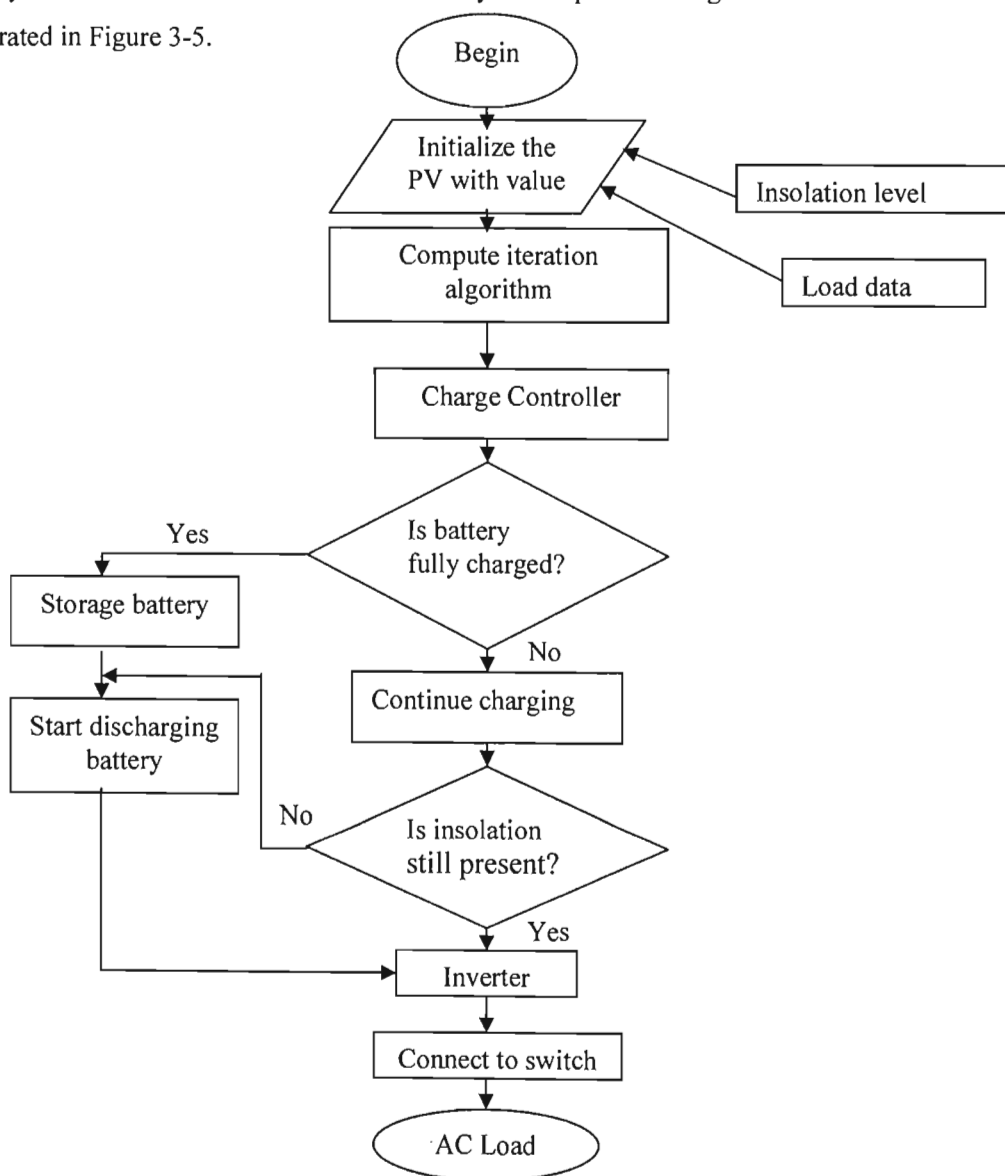 rated in Figure 3-5.
Begin
Initialize the
PV with value
Insolation level
Compute iteration
algorithm
Load data
Charge Controller
Is battery
fully charged?
Yes
Storage battery
No
Continue charging
Start discharging
battery
No
Is insolation
still present?
Yes
Inverter
Connect to switch
AC Load